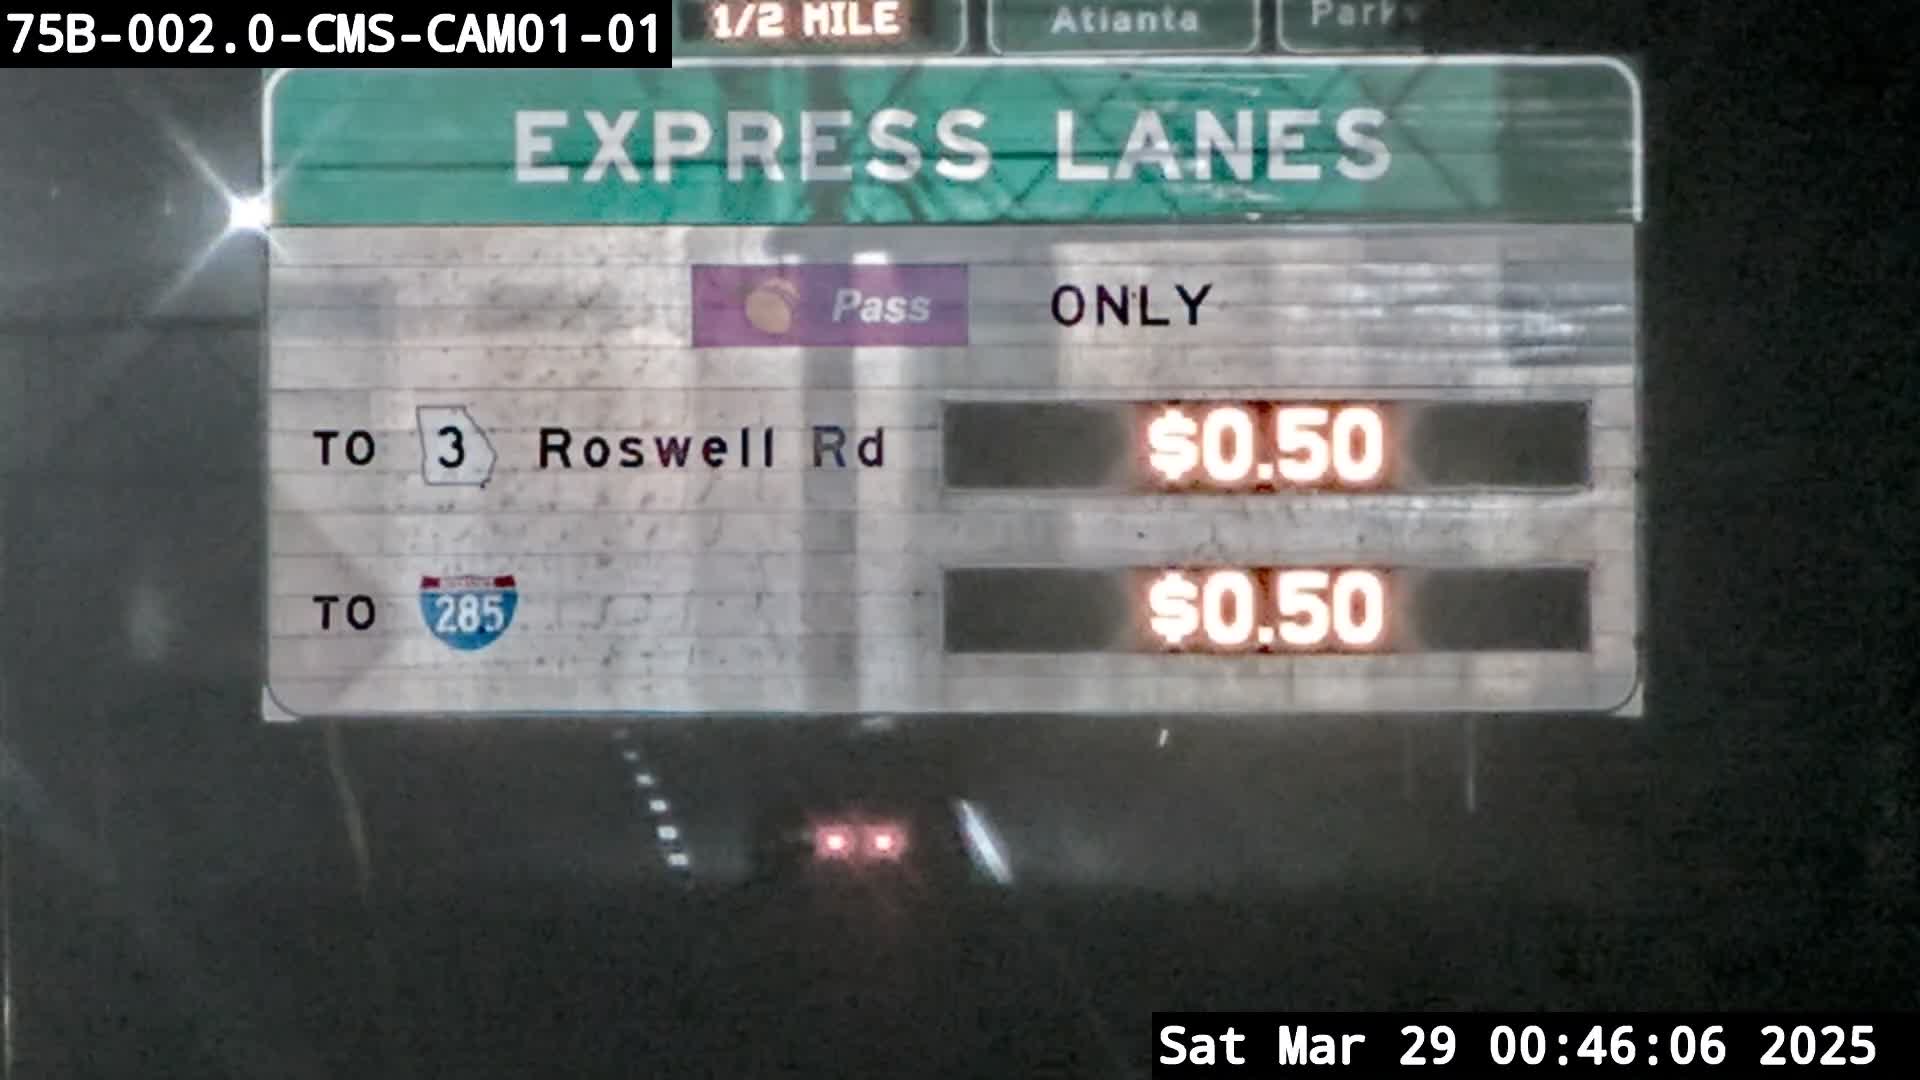 75B-002.0-CMS-CAM01-01
1/2 MILE
Atlanta
EXPRESS LANES
Pass ONLY
TO 3 Roswell Rd $0.50
TO 285 $0.50
Sat Mar 29 00:46:06 2025